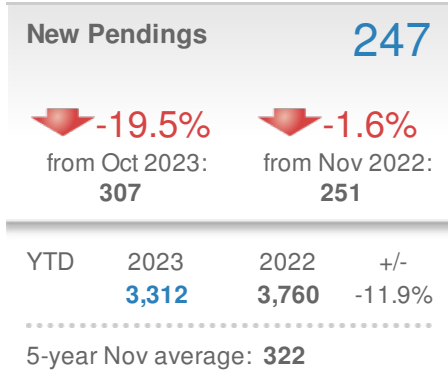 New Pendings 247
-19.5% -1.6%
from Oct 2023: from Nov 2022:
307 251
YTD 2023 2022 +/-
3,312 3,760 -11.9%
5-year Nov average: 322